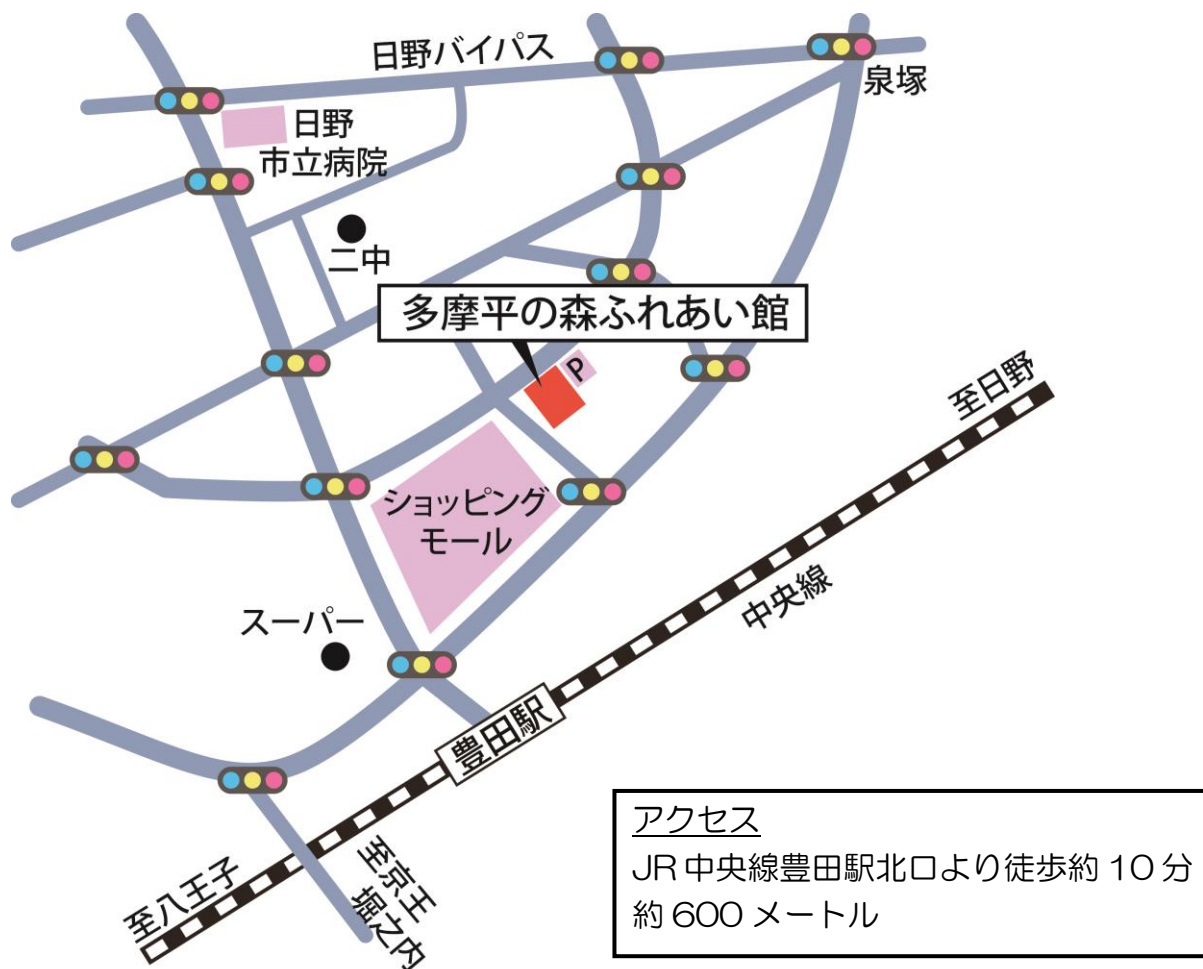 日野バイパス
泉塚
日野
市立病院
二中
多摩平の森ふれあい館
P
至日野
ショッピング
モール
中央線
スーパー
豊田駅
至八王子
至京王
堀之内
アクセス
JR中央線豊田駅北口より徒歩約10分
約600メートル